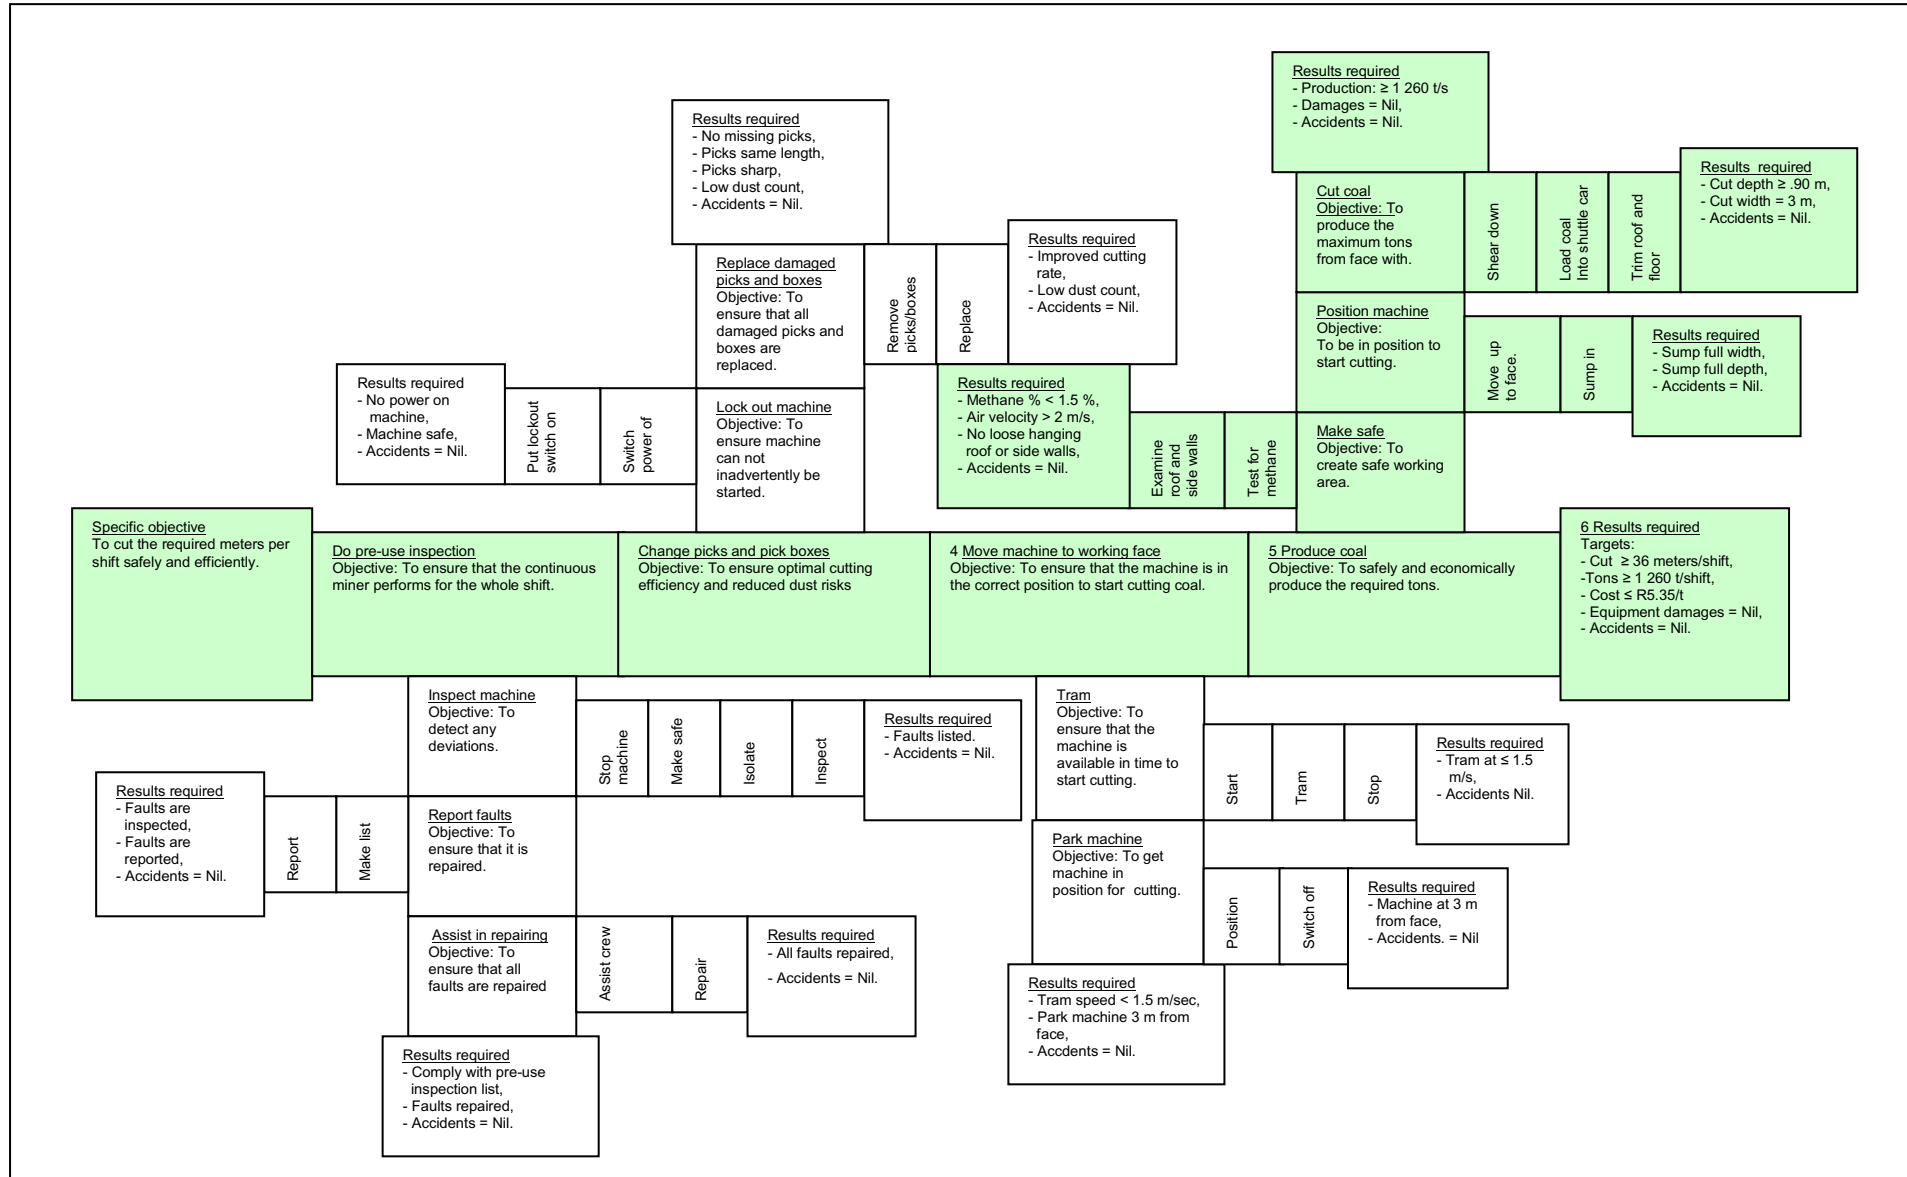 Results required
- Production: ≥ 1 260 t/s
- Damages = Nil,
- Accidents = Nil.
Results required
- No missing picks,
- Picks same length,
- Picks sharp,
- Low dust count,
- Accidents = Nil.
Cut coal
Objective: To
produce the
maximum tons
from face with.
Shear down
Load coal
Into shuttle car
Trim roof and
floor
Results  required
- Cut depth ≥ .90 m,
- Cut width = 3 m,
- Accidents = Nil.
Replace damaged
picks and boxes
Objective: To
ensure that all
damaged picks and
boxes are
replaced.
Remove
picks/boxes
Replace
Results required
- Improved cutting
rate,
- Low dust count,
- Accidents = Nil.
Position machine
Objective:
To be in position to
start cutting.
Move  up
to face.
Sump in
Results required
- Sump full width,
- Sump full depth,
- Accidents = Nil.
Results required
- No power on
machine,
- Machine safe,
- Accidents = Nil.
Put lockout
switch on
Switch
power of
Lock out machine
Objective: To
ensure machine
can not
inadvertently be
started.
Results required
- Methane % < 1.5 %,
- Air velocity > 2 m/s,
- No loose hanging
roof or side walls,
- Accidents = Nil.
Examine
roof and
side walls
Test for
methane
Make safe
Objective: To
create safe working
area.
Specific objective
To cut the required meters per
shift safely and efficiently.
Do pre-use inspection
Objective: To ensure that the continuous
miner performs for the whole shift.
Change picks and pick boxes
Objective: To ensure optimal cutting
efficiency and reduced dust risks
4 Move machine to working face
Objective: To ensure that the machine is in
the correct position to start cutting coal.
5 Produce coal
Objective: To safely and economically
produce the required tons.
6 Results required
Targets:
- Cut  ≥ 36 meters/shift,
-Tons ≥ 1 260 t/shift,
- Cost ≤ R5.35/t
- Equipment damages = Nil,
- Accidents = Nil.
Inspect machine
Objective: To
detect any
deviations.
Stop
machine
Make safe
Isolate
Inspect
Results required
- Faults listed.
- Accidents = Nil.
Tram
Objective: To
ensure that the
machine is
available in time to
start cutting.
Start
Tram
Stop
Results required
- Tram at ≤ 1.5
m/s,
- Accidents Nil.
Results required
- Faults are
inspected,
- Faults are
reported,
- Accidents = Nil.
Report
Make list
Report faults
Objective: To
ensure that it is
repaired.
Park machine
Objective: To get
machine in
position for  cutting.
Position
Switch off
Results required
- Machine at 3 m
from face,
- Accidents. = Nil
Assist in repairing
Objective: To
ensure that all
faults are repaired
Assist crew
Repair
Results required
- All faults repaired,
- Accidents = Nil.
Results required
- Tram speed < 1.5 m/sec,
- Park machine 3 m from
face,
- Accdents = Nil.
Results required
- Comply with pre-use
inspection list,
- Faults repaired,
- Accidents = Nil.